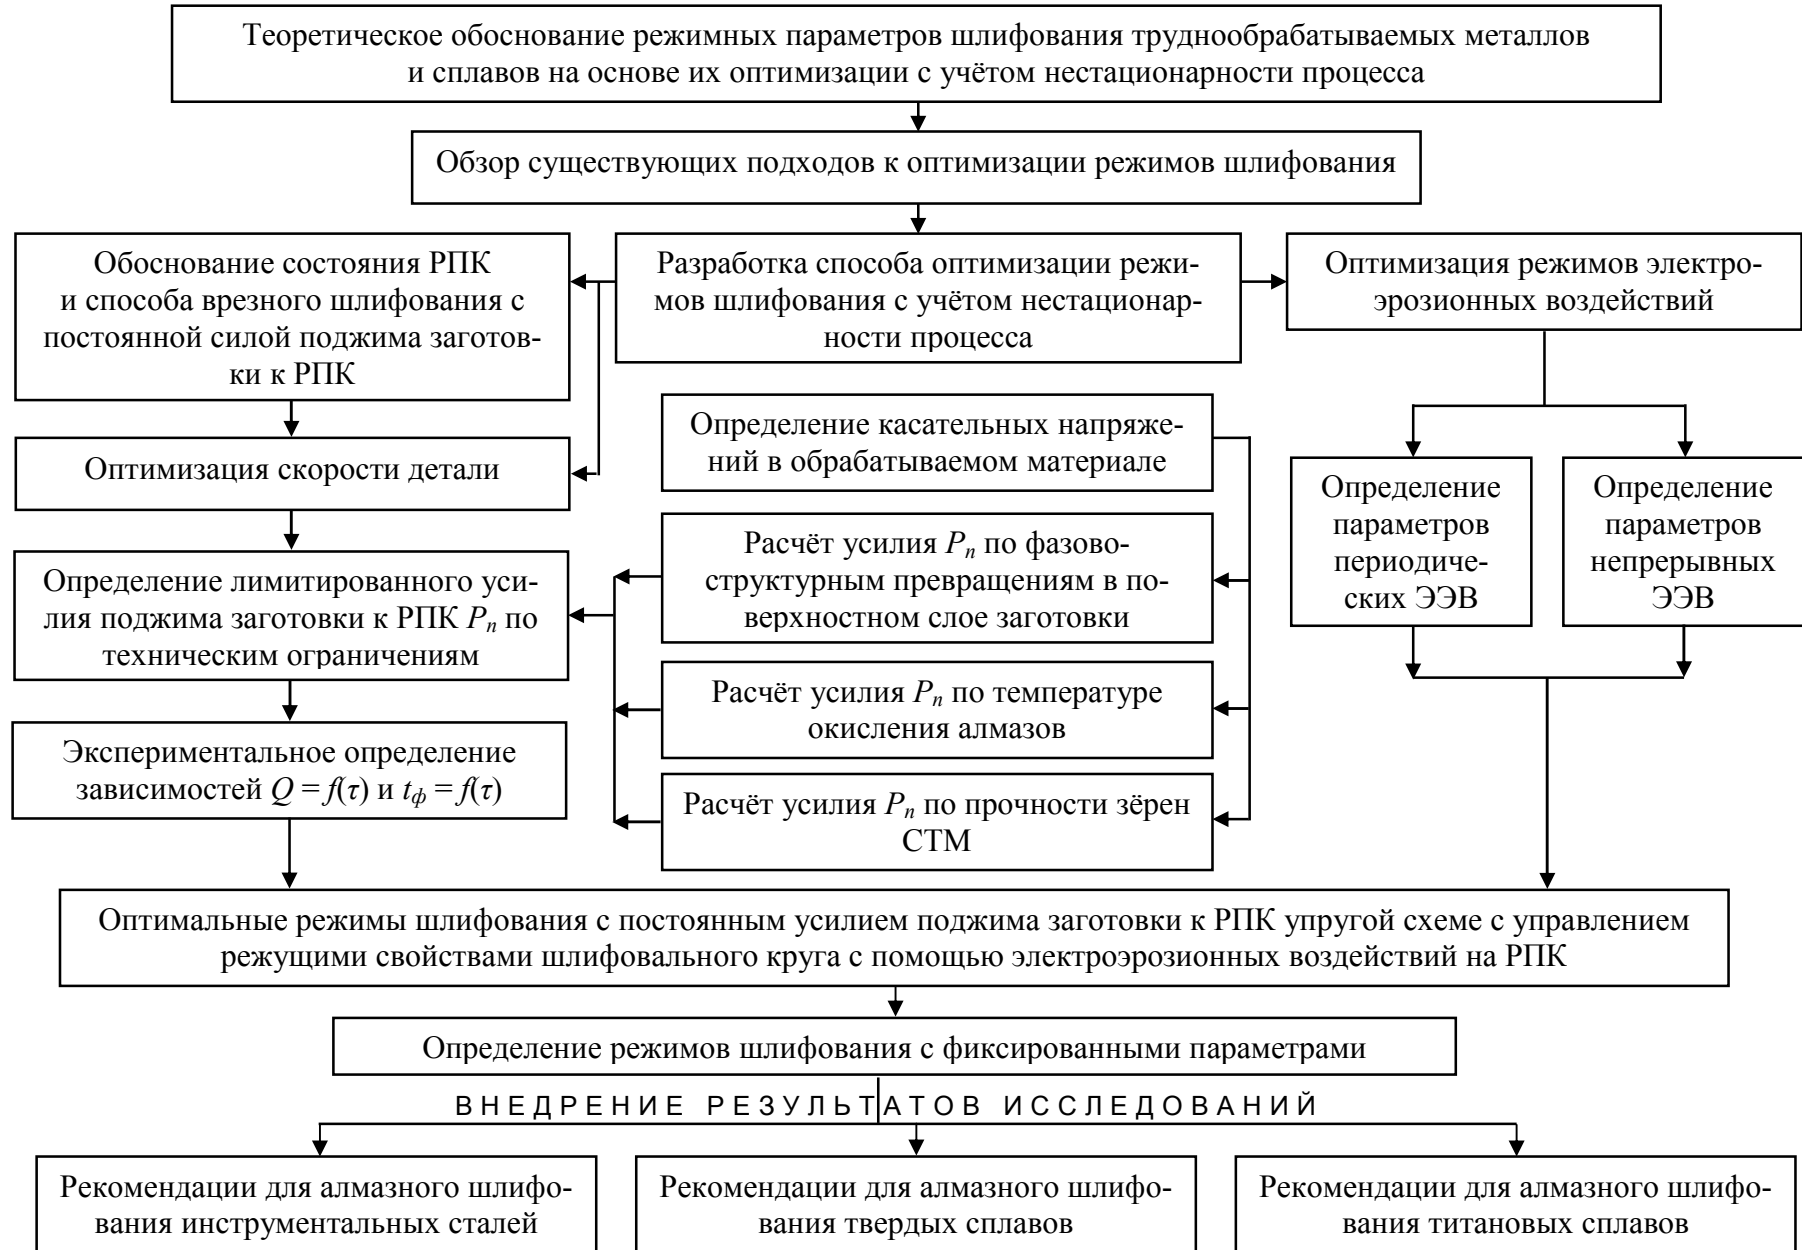 Теоретическое обоснование режимных параметров шлифования труднообрабатываемых металлов
и сплавов на основе их оптимизации с учётом нестационарности процесса
Обзор существующих подходов к оптимизации режимов шлифования
Обоснование состояния РПК
и способа врезного шлифования с
постоянной силой поджима заготов-
ки к РПК
Разработка способа оптимизации режи-
мов шлифования с учётом нестационар-
ности процесса
Оптимизация режимов электро-
эрозионных воздействий
Оптимизация скорости детали
Определение касательных напряже-
ний в обрабатываемом материале
Определение
параметров
периодиче-
ских ЭЭВ
Определение
параметров
непрерывных
ЭЭВ
Определение лимитированного уси-
лия поджима заготовки к РПК Pn по
техническим ограничениям
Расчёт усилия Pn по фазово-
структурным превращениям в по-
верхностном слое заготовки
Расчёт усилия Pn по температуре
окисления алмазов
Экспериментальное определение
зависимостей Q = f(τ) и tф = f(τ)
Расчёт усилия Pn по прочности зёрен
СТМ
Оптимальные режимы шлифования с постоянным усилием поджима заготовки к РПК упругой схеме с управлением
режущими свойствами шлифовального круга с помощью электроэрозионных воздействий на РПК
Определение режимов шлифования с фиксированными параметрами
ВНЕДРЕНИЕ РЕЗУЛЬТАТОВ ИССЛЕДОВАНИЙ
Рекомендации для алмазного шлифо-
вания инструментальных сталей
Рекомендации для алмазного шлифо-
вания твердых сплавов
Рекомендации для алмазного шлифо-
вания титановых сплавов